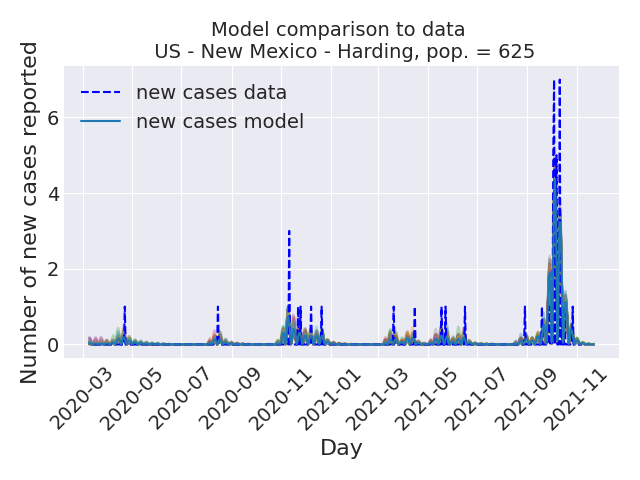 Model comparison to data
US - New Mexico - Harding, pop. = 625
Number of new cases reported
new cases data
new cases model
6
4
2
0
2020-03
2020-05
2020-07
2020-09
2020-11
2021-01
2021-03
2021-05
2021-07
2021-09
2021-11
Day